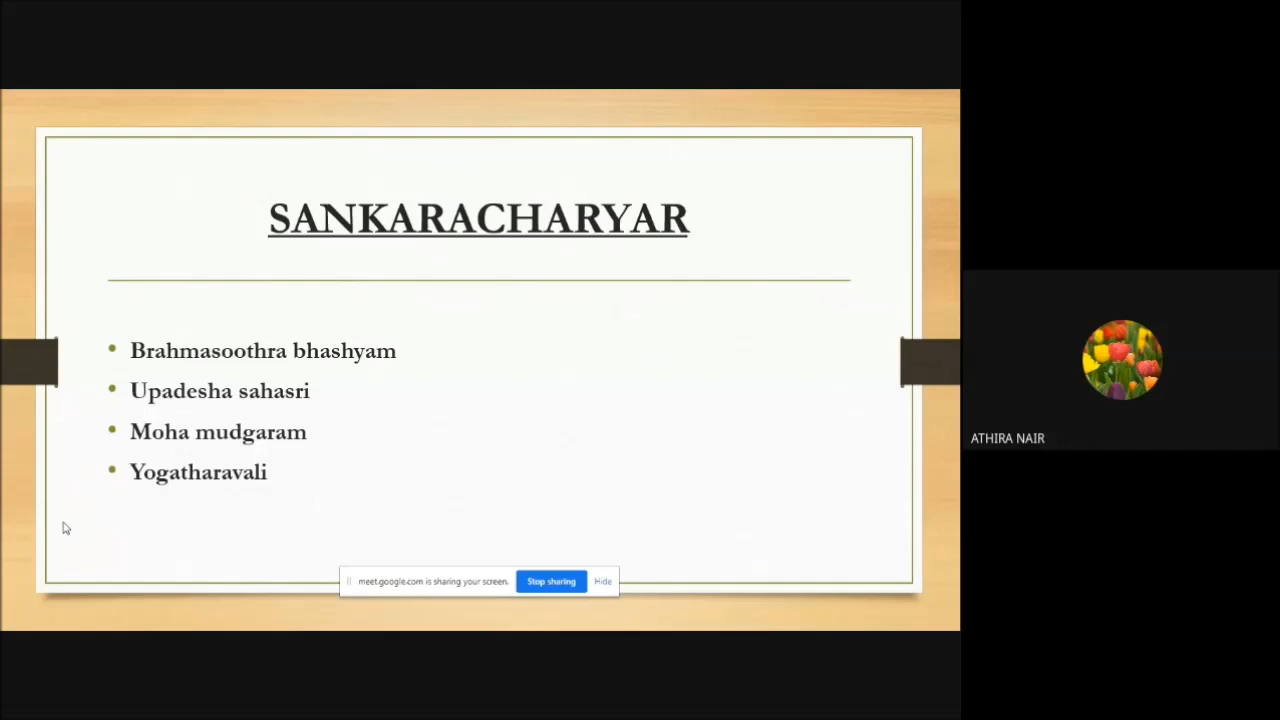 SANKARACHARYAR
Brahmasoothra bhashyam
Upadesha sahasri
Moha mudgaram
Yogatharavali
meet.google.com is sharing your screen. Stop sharing Hide
ATHIRA NAIR